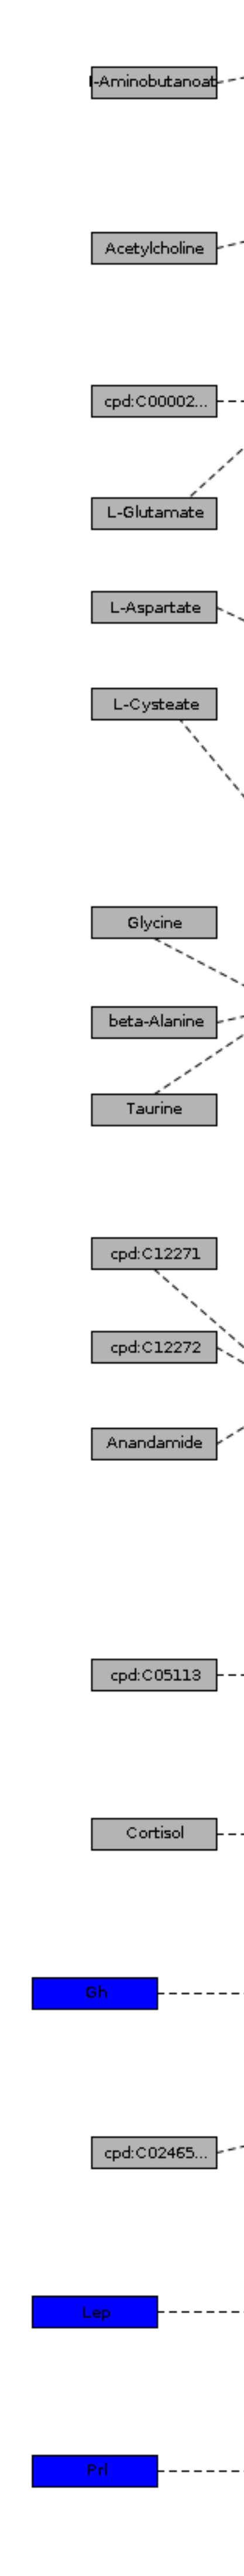 -Aminobutanoat
Acetylcholine
cpd:C00002...
L-Glutamate
L-Aspartate
L-Cysteate
Glycine
beta-Alanine
Taurine
cpd:C12271
cpd:C12272
Anandamide
cpd:C05113
Cortisol
Gh
cpd:C02465...
Lep
Prl